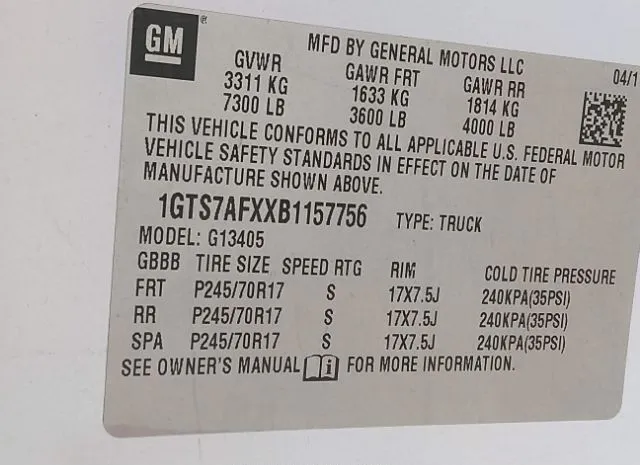 GM®
MFD BY GENERAL MOTORS LLC 04/1
GVWR GAWR FRT GAWR RR
3311 KG 1633 KG 1814 KG
7300 LB 3600 LB 4000 LB
THIS VEHICLE CONFORMS TO ALL APPLICABLE U.S. FEDERAL MOTOR
VEHICLE SAFETY STANDARDS IN EFFECT ON THE DATE OF
MANUFACTURE SHOWN ABOVE.
1GTS7AFXXB1157756 TYPE: TRUCK
MODEL: G13405
GBBB TIRE SIZE SPEED RTG RIM COLD TIRE PRESSURE
FRT P245/70R17 S 17X7.5J 240KPA(35PSI)
RR P245/70R17 S 17X7.5J 240KPA(35PSI)
SPA P245/70R17 S 17X7.5J 240KPA(35PSI)
SEE OWNER'S MANUAL i FOR MORE INFORMATION.